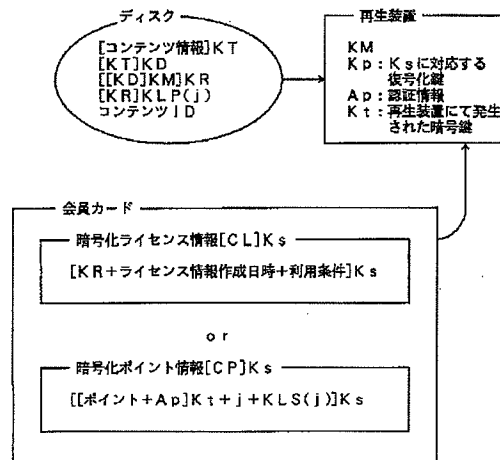 ディスク
[コンテンツ情報]KT
[KT]KD
[[KD]KM]KR
[KR]KLP(j)
コンテンツID
再生装置
KM
Kp:Ksに対応する
復号化鍵
Ap:認証情報
Kt:再生装置にて発生
された暗号鍵
会員カード
暗号化ライセンス情報[CL]Ks
[KR+ライセンス情報作成日時+利用条件]Ks
or
暗号化ポイント情報[CP]Ks
[[ポイント+Ap]Kt+j+KLS(j)]Ks